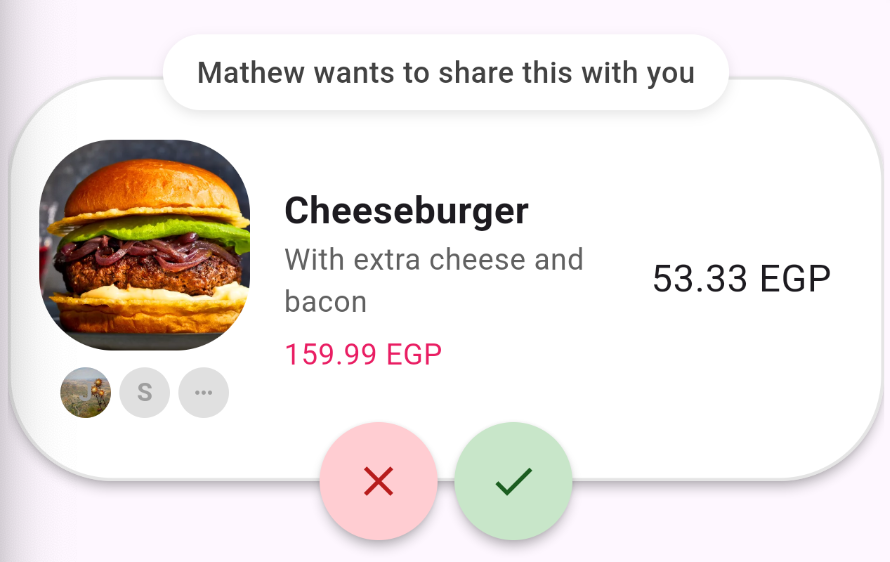 Mathew wants to share this with you
Cheeseburger
With extra cheese and
bacon
159.99 EGP
53.33 EGP
S
...